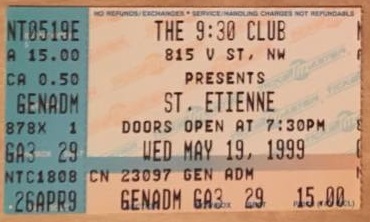 NO REFUNDS/EXCHANGES • SERVICE/HANDLING CHARGES NOT REFUNDABLE
NT0519E THE 9:30 CLUB
A 15.00 815 V ST, NW
CA 0.50 PRESENTS
GENADM ST. ETIENNE
878X 1 DOORS OPEN AT 7:30PM
GA3 29 WED MAY 19, 1999
NTC1808 CN 23097 GEN ADM
26APR9 GENADM GA3 29 15.00